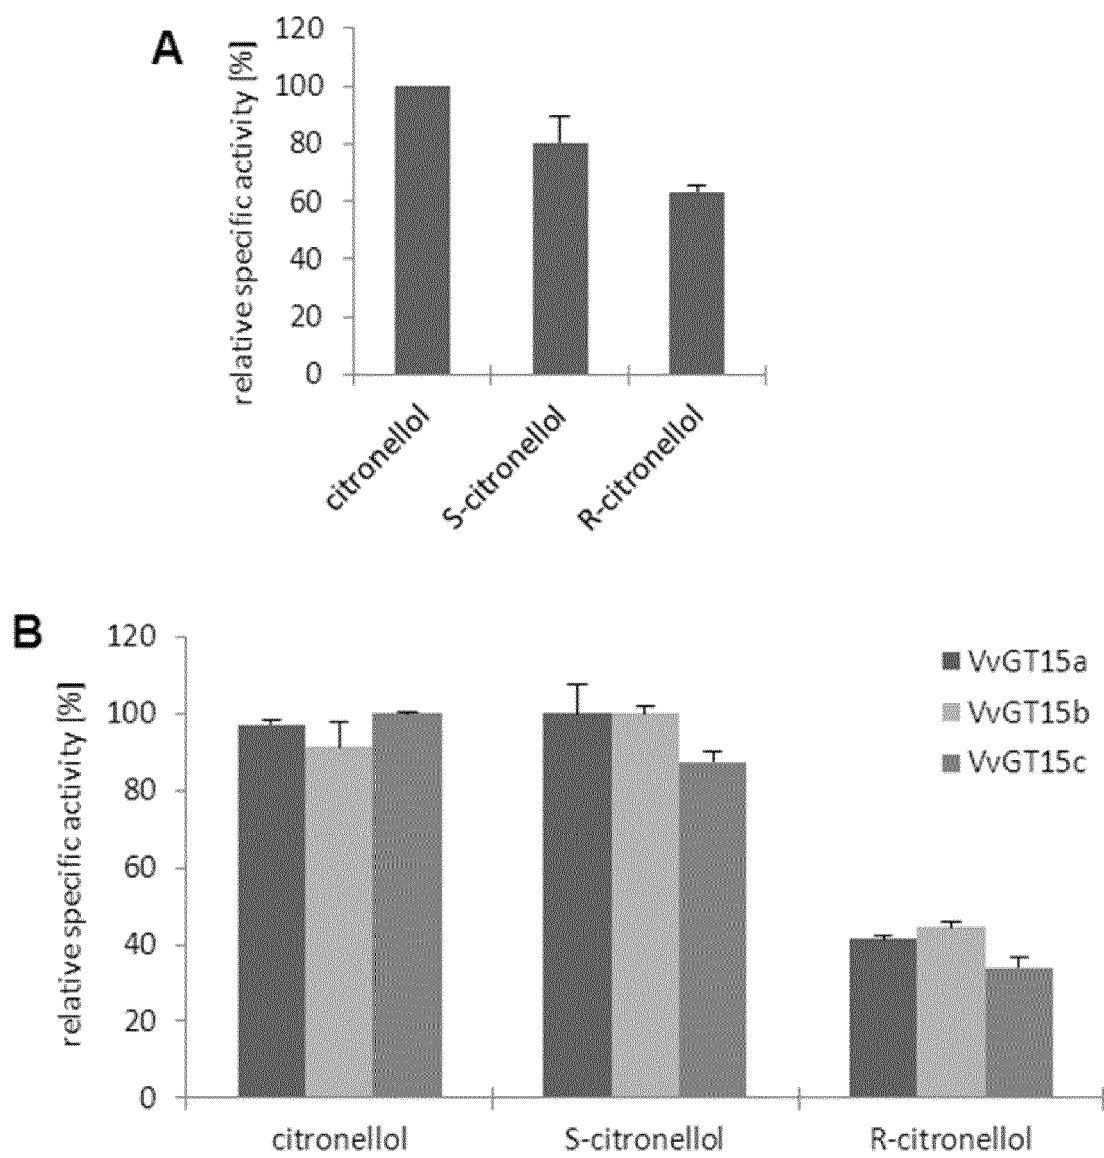 A
relative specific activity [%]
120
100
80
60
40
20
0
citronellol
S-citronellol
R-citronellol
B
relative specific activity [%]
120
100
80
60
40
20
0
VvGT15a
VvGT15b
VvGT15c
citronellol
S-citronellol
R-citronellol